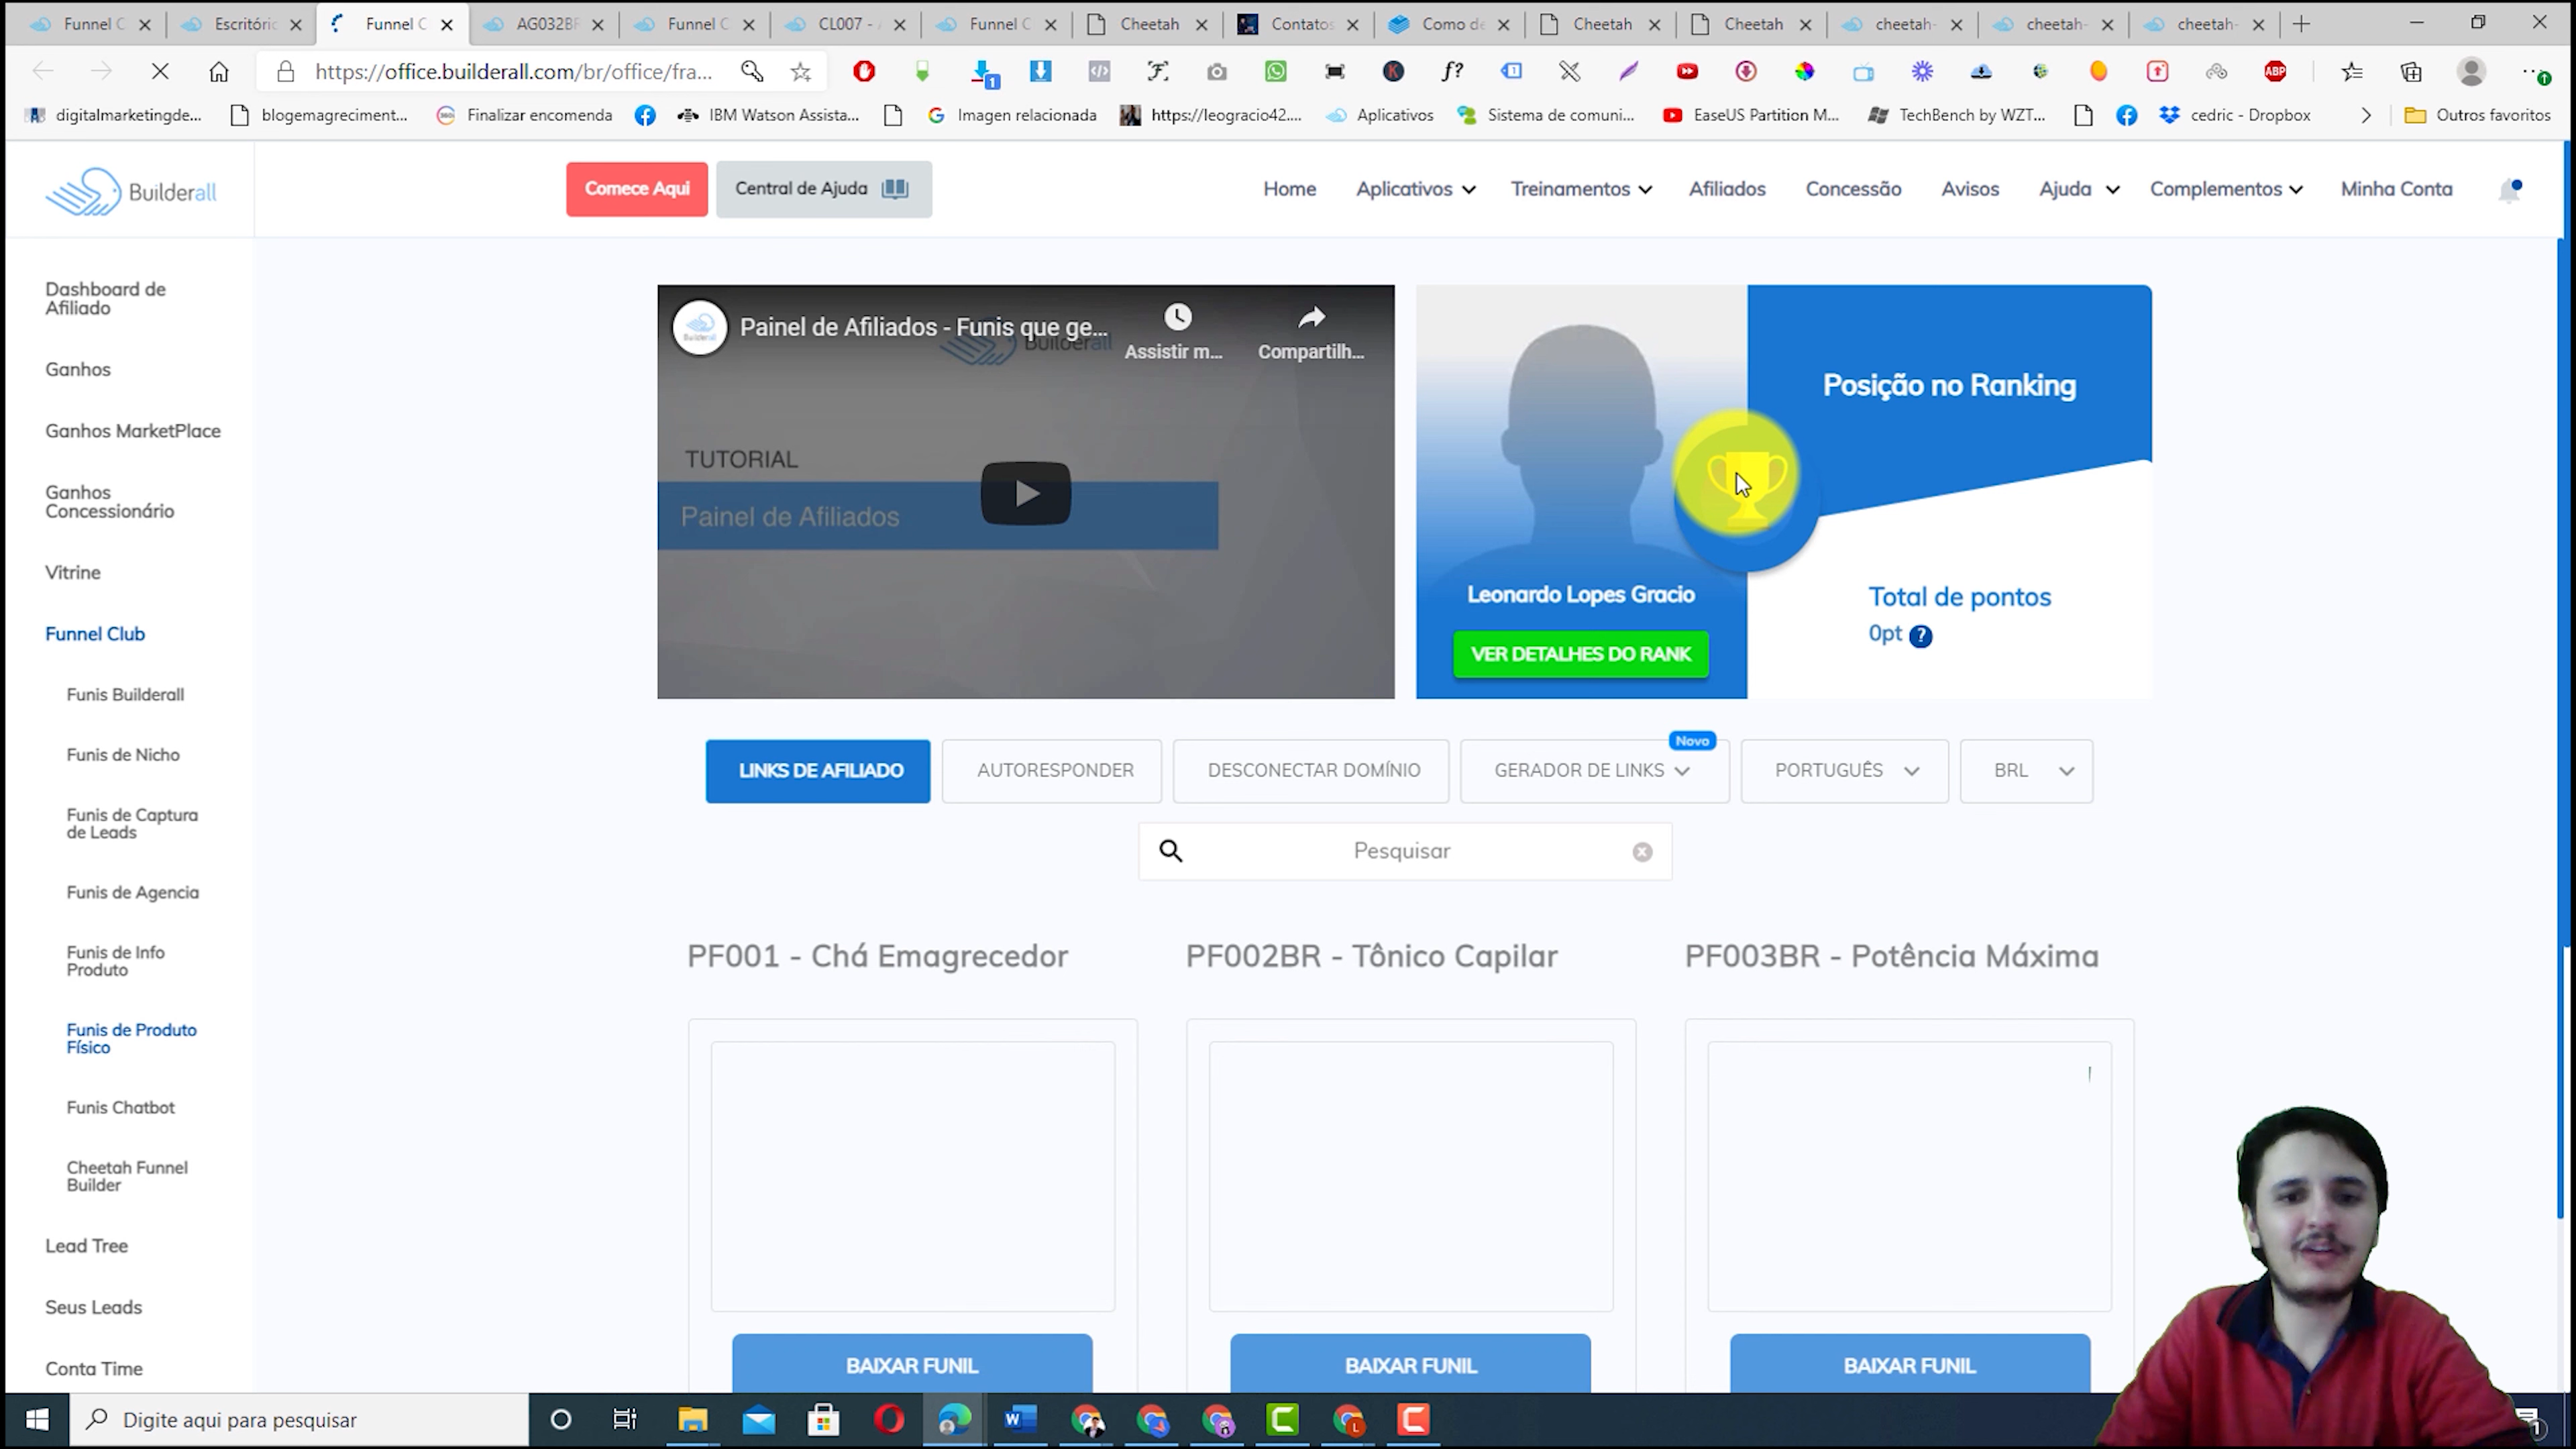 Funnel C
Escritório
Funnel C
AG032BR
Funnel C
CL007 -
Funnel C
Cheetah
Contatos
Como de
Cheetah
Cheetah
cheetah-
cheetah-
cheetah-
https://office.builderall.com/br/office/fra...
digitalmarketingde...
blogemagreciment...
Finalizar encomenda
IBM Watson Assista...
Imagen relacionada
https://leogracio42....
Aplicativos
Sistema de comuni...
EaseUS Partition M...
TechBench by WZT...
cedric - Dropbox
Outros favoritos
Builderall
Comece Aqui
Central de Ajuda
Home
Aplicativos
Treinamentos
Afiliados
Concessão
Avisos
Ajuda
Complementos
Minha Conta
Dashboard de
Afiliado
Ganhos
Ganhos MarketPlace
Ganhos
Concessionário
Vitrine
Funnel Club
Funis Builderall
Funis de Nicho
Funis de Captura
de Leads
Funis de Agencia
Funis de Info
Produto
Funis de Produto
Físico
Funis Chatbot
Cheetah Funnel
Builder
Lead Tree
Seus Leads
Conta Time
Painel de Afiliados - Funis que ge...
Builderall
Assistir m...
Compartilh...
TUTORIAL
Painel de Afiliados
Posição no Ranking
Leonardo Lopes Gracio
VER DETALHES DO RANK
Total de pontos
0pt ?
LINKS DE AFILIADO
AUTORESPONDER
DESCONECTAR DOMÍNIO
GERADOR DE LINKS
Novo
PORTUGUÊS
BRL
Pesquisar
PF001 - Chá Emagrecedor
PF002BR - Tônico Capilar
PF003BR - Potência Máxima
BAIXAR FUNIL
BAIXAR FUNIL
BAIXAR FUNIL
Digite aqui para pesquisar